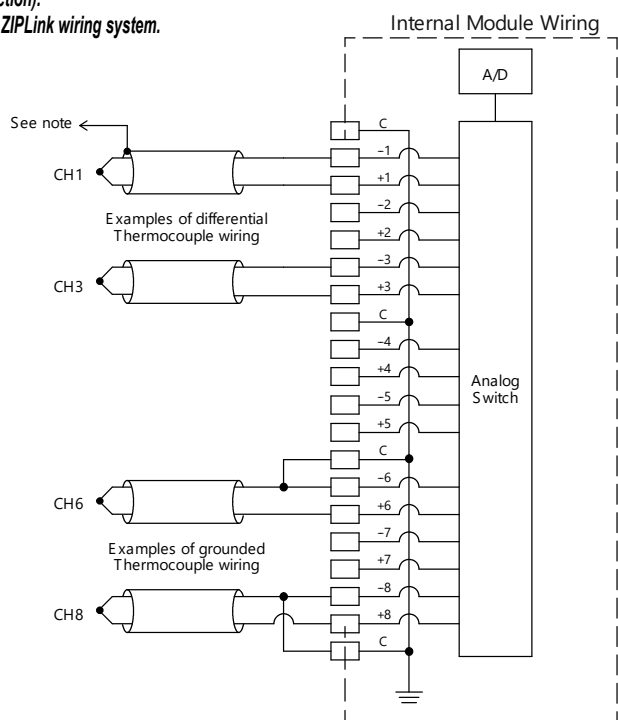 ction).
ZIPLink wiring system.
Internal Module Wiring
A/D
See note
C
–1
CH1
+1
–2
Examples of differential
Thermocouple wiring
+2
–3
CH3
+3
C
–4
+4
Analog
Switch
–5
+5
C
–6
CH6
+6
–7
Examples of grounded
Thermocouple wiring
+7
–8
CH8
+8
C